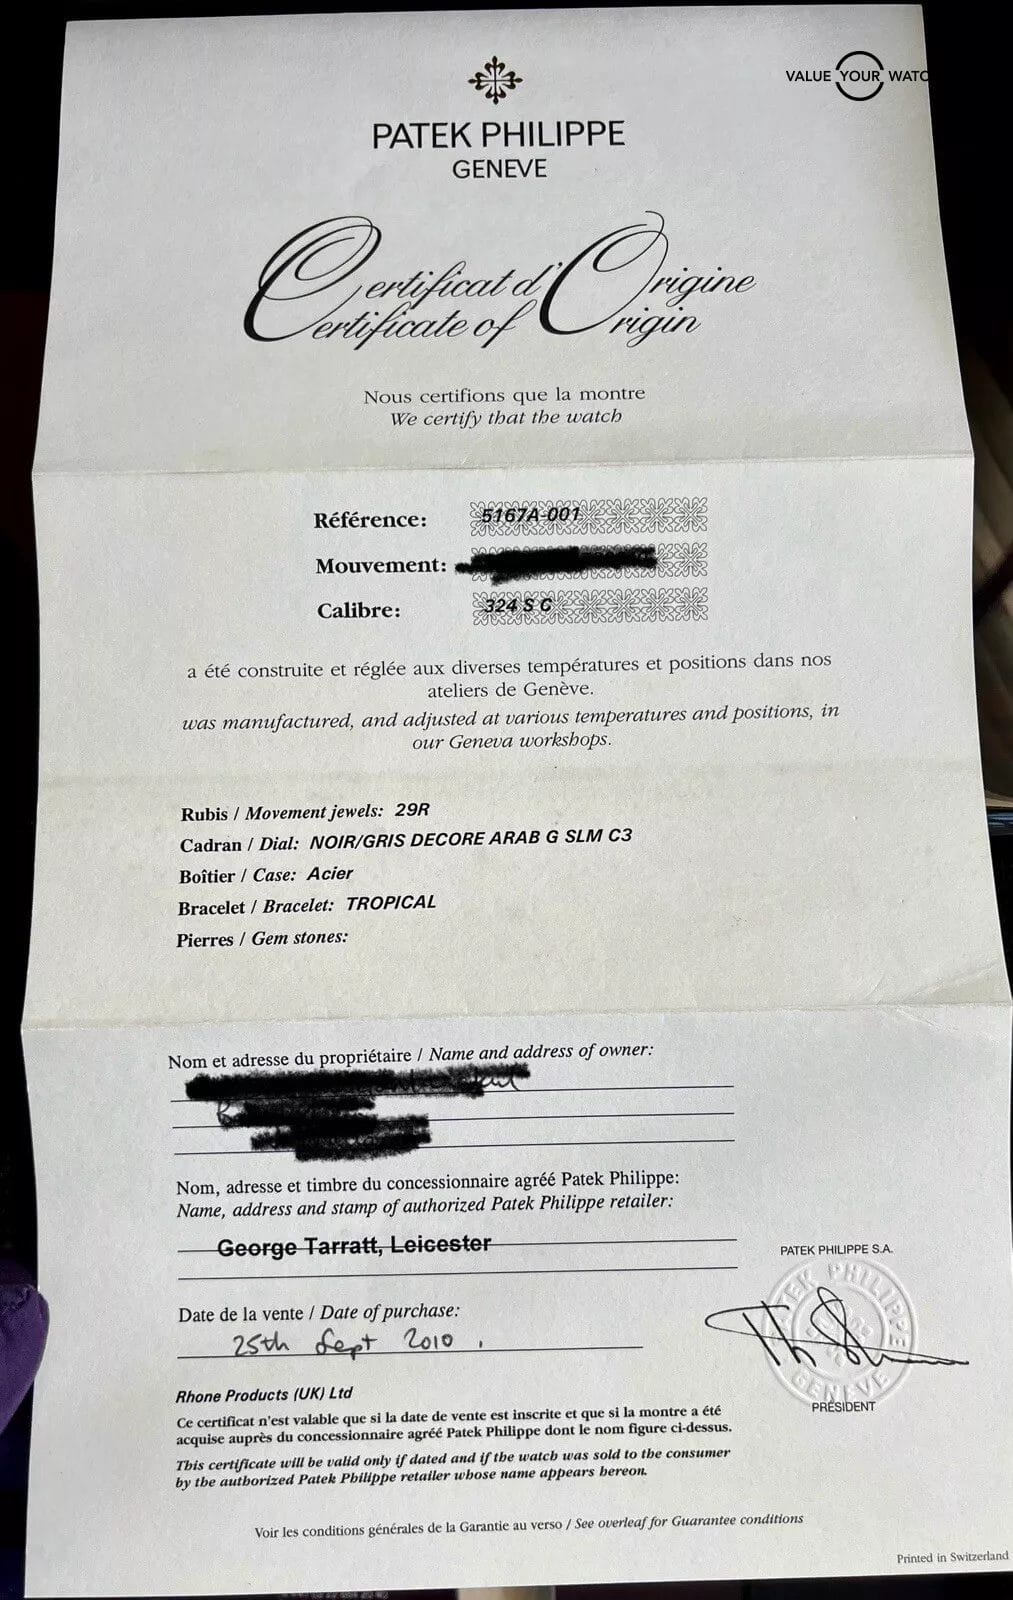 VALUE YOUR WATC
PATEK PHILIPPE
GENEVE
Certificat d'Origine
Certificate of Origin
Nous certifions que la montre
We certify that the watch
Référence: 5167A-001
Mouvement:
Calibre: 324 S C
a été construite et réglée aux diverses températures et positions dans nos
ateliers de Genève.
was manufactured, and adjusted at various temperatures and positions, in
our Geneva workshops.
Rubis / Movement jewels: 29R
Cadran / Dial: NOIR/GRIS DECORE ARAB G SLM C3
Boîtier / Case: Acier
Bracelet / Bracelet: TROPICAL
Pierres / Gem stones:
Nom et adresse du propriétaire / Name and address of owner:
Nom, adresse et timbre du concessionnaire agréé Patek Philippe:
Name, address and stamp of authorized Patek Philippe retailer:
George Tarratt, Leicester
PATEK PHILIPPE S.A.
PATEK PHILIPPE
GENEVE
PRÉSIDENT
Date de la vente / Date of purchase:
25th Sept 2010.
Rhone Products (UK) Ltd
Ce certificat n'est valable que si la date de vente est inscrite et que si la montre a été
acquise auprès du concessionnaire agréé Patek Philippe dont le nom figure ci-dessus.
This certificate will be valid only if dated and if the watch was sold to the consumer
by the authorized Patek Philippe retailer whose name appears hereon.
Voir les conditions générales de la Garantie au verso / See overleaf for Guarantee conditions
Printed in Switzerland